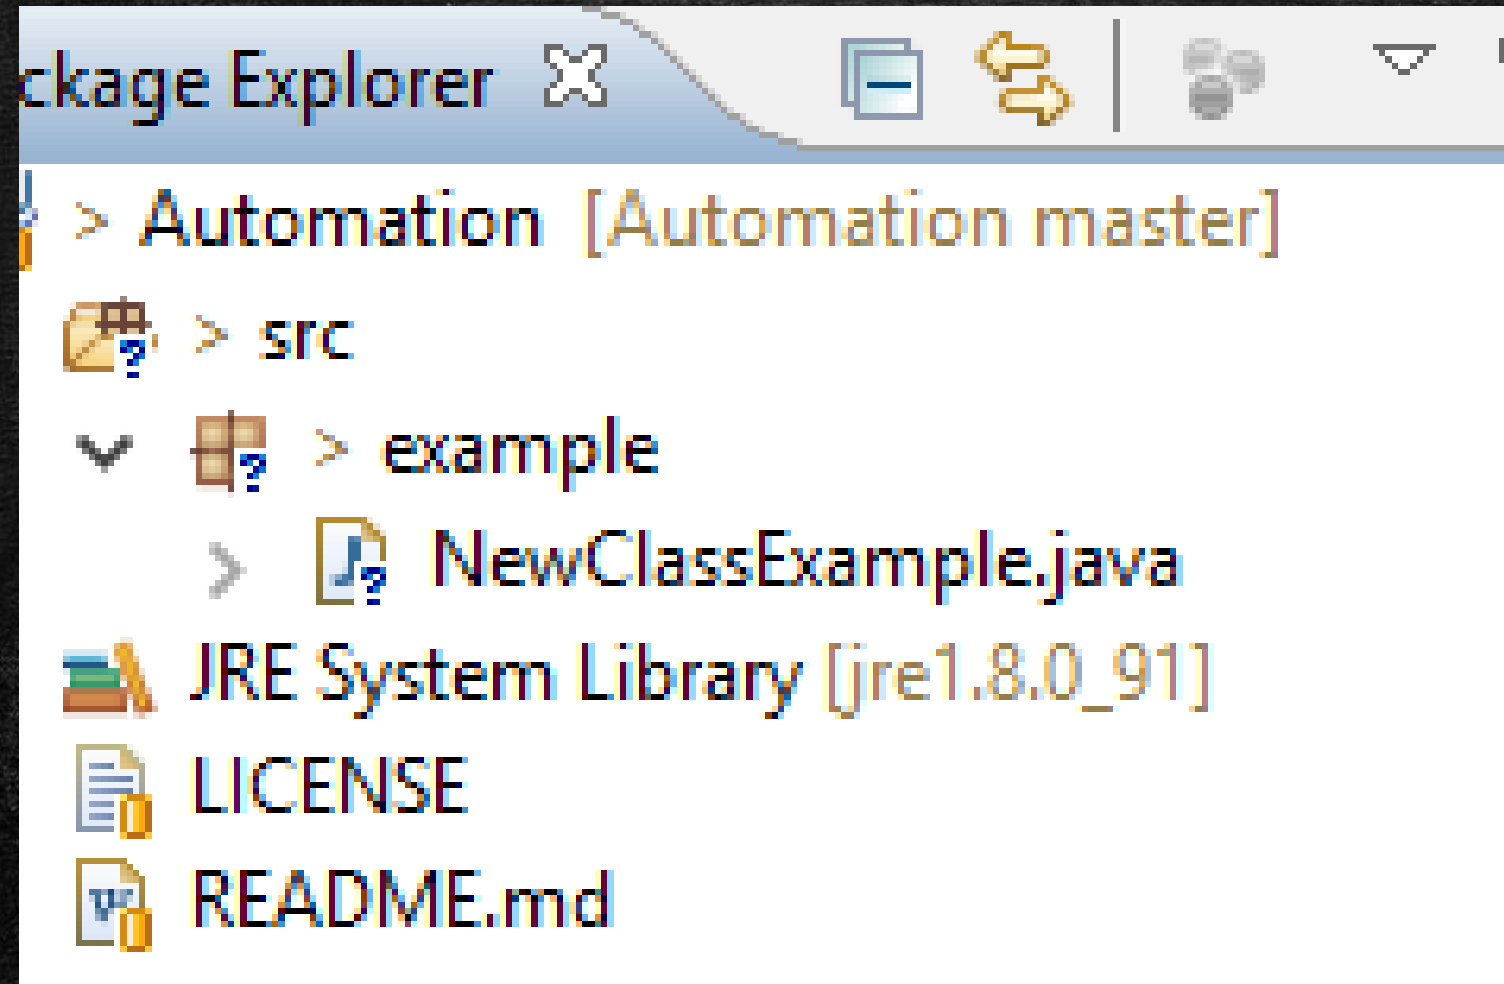 ckage Explorer
> Automation [Automation master]
> src
> example
NewClassExample.java
JRE System Library [jre1.8.0_91]
LICENSE
README.md